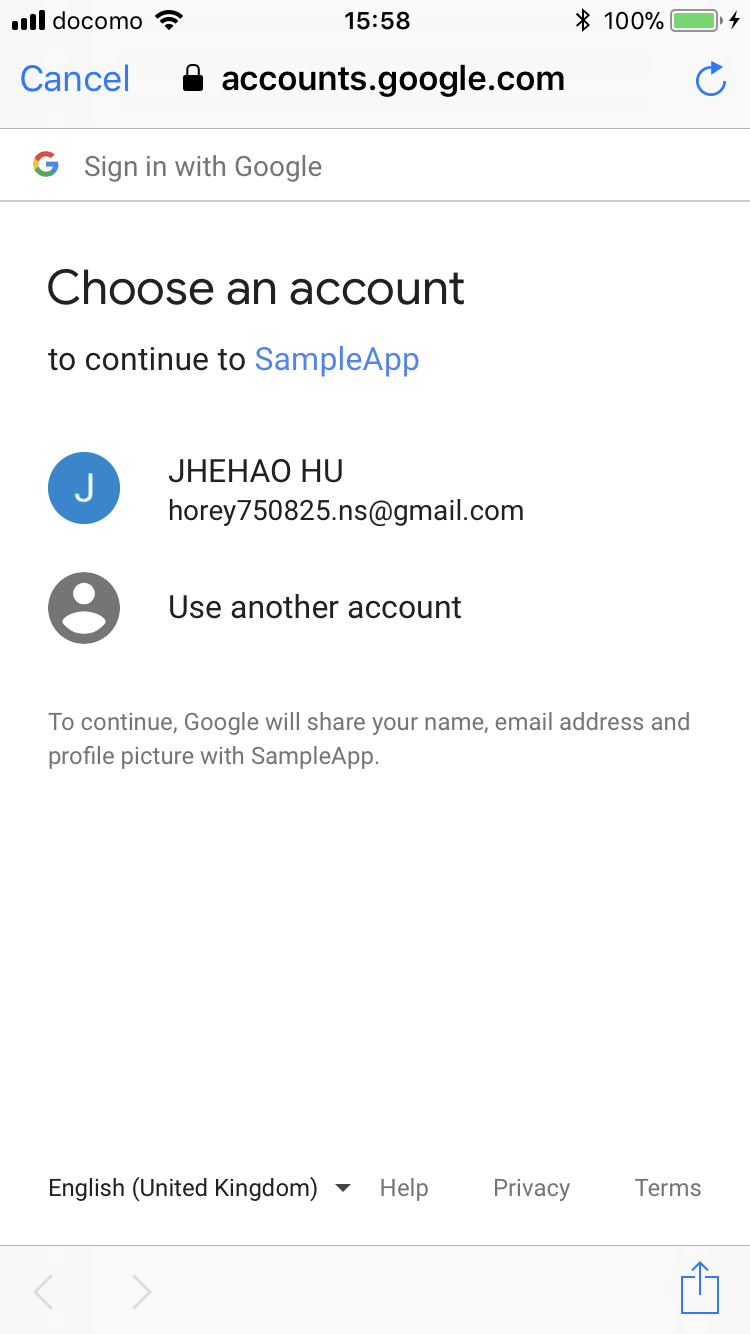 docomo 15:58 100%
Cancel accounts.google.com
G Sign in with Google
Choose an account
to continue to SampleApp
J JHEHAO HU
horey750825.ns@gmail.com
Use another account
To continue, Google will share your name, email address and
profile picture with SampleApp.
English (United Kingdom) Help Privacy Terms